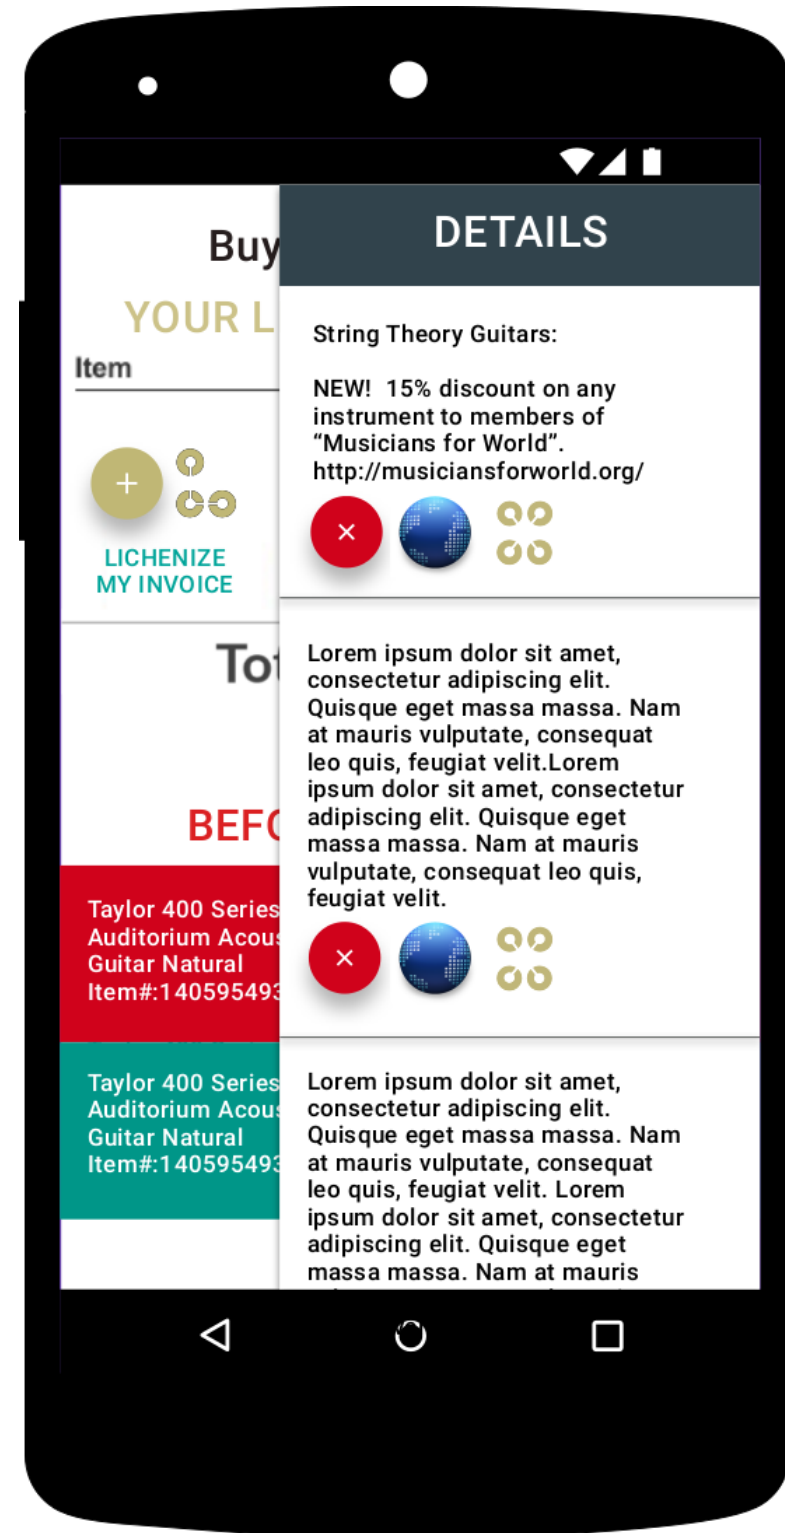 Buy
YOUR L
Item
LICHENIZE
MY INVOICE
Tot
BEFO
Taylor 400 Series
Auditorium Acous
Guitar Natural
Item#:140595493
Taylor 400 Series
Auditorium Acous
Guitar Natural
Item#:140595493
DETAILS
String Theory Guitars:
NEW!  15% discount on any
instrument to members of
“Musicians for World”.
http://musiciansforworld.org/
Lorem ipsum dolor sit amet,
consectetur adipiscing elit.
Quisque eget massa massa. Nam
at mauris vulputate, consequat
leo quis, feugiat velit.Lorem
ipsum dolor sit amet, consectetur
adipiscing elit. Quisque eget
massa massa. Nam at mauris
vulputate, consequat leo quis,
feugiat velit.
Lorem ipsum dolor sit amet,
consectetur adipiscing elit.
Quisque eget massa massa. Nam
at mauris vulputate, consequat
leo quis, feugiat velit. Lorem
ipsum dolor sit amet, consectetur
adipiscing elit. Quisque eget
massa massa. Nam at mauris